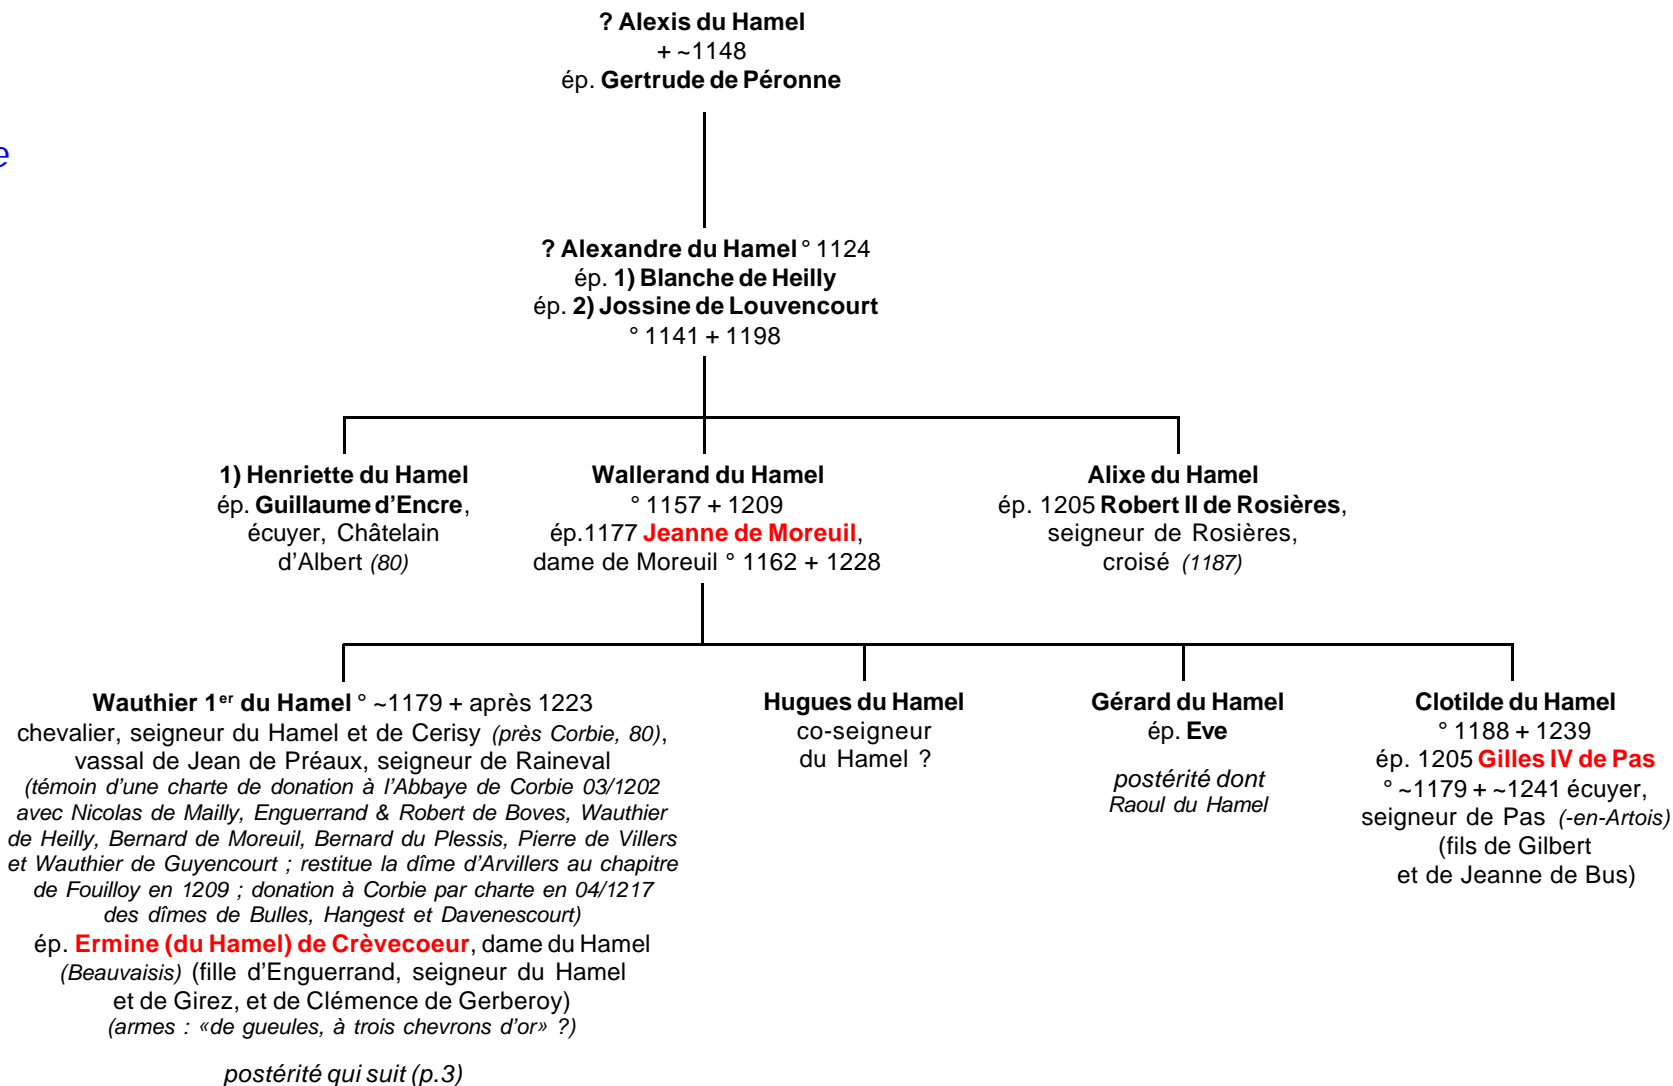 ? Alexis du Hamel
+ ~1148
ép. Gertrude de Péronne
e
? Alexandre du Hamel ° 1124
ép. 1) Blanche de Heilly
ép. 2) Jossine de Louvencourt
° 1141 + 1198
1) Henriette du Hamel
ép. Guillaume d’Encre,
écuyer, Châtelain
d’Albert (80)
Wallerand du Hamel
° 1157 + 1209
ép.1177 Jeanne de Moreuil,
dame de Moreuil ° 1162 + 1228
Alixe du Hamel
ép. 1205 Robert II de Rosières,
seigneur de Rosières,
croisé (1187)
Wauthier 1er du Hamel ° ~1179 + après 1223
chevalier, seigneur du Hamel et de Cerisy (près Corbie, 80),
vassal de Jean de Préaux, seigneur de Raineval
(témoin d’une charte de donation à l’Abbaye de Corbie 03/1202
avec Nicolas de Mailly, Enguerrand & Robert de Boves, Wauthier
de Heilly, Bernard de Moreuil, Bernard du Plessis, Pierre de Villers
et Wauthier de Guyencourt ; restitue la dîme d’Arvillers au chapitre
de Fouilloy en 1209 ; donation à Corbie par charte en 04/1217
des dîmes de Bulles, Hangest et Davenescourt)
ép. Ermine (du Hamel) de Crèvecoeur, dame du Hamel
(Beauvaisis) (fille d’Enguerrand, seigneur du Hamel
et de Girez, et de Clémence de Gerberoy)
(armes : «de gueules, à trois chevrons d’or» ?)
postérité qui suit (p.3)
Hugues du Hamel
co-seigneur
du Hamel ?
Gérard du Hamel
ép. Eve
postérité dont
Raoul du Hamel
Clotilde du Hamel
° 1188 + 1239
ép. 1205 Gilles IV de Pas
° ~1179 + ~1241 écuyer,
seigneur de Pas (-en-Artois)
(fils de Gilbert
et de Jeanne de Bus)